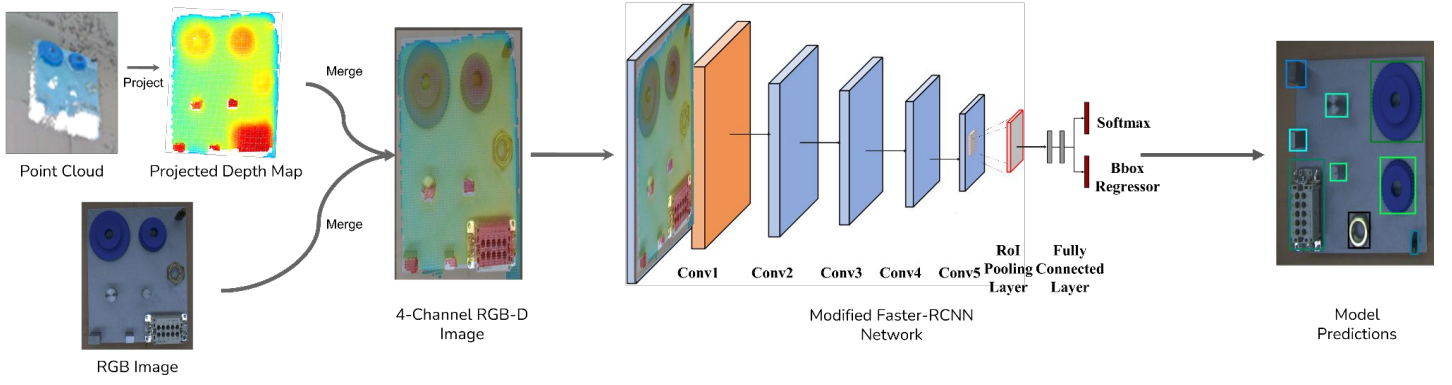 Point Cloud
Project
Projected Depth Map
RGB Image
Merge
Merge
4-Channel RGB-D
Image
Conv1
Conv2
Conv3
Conv4
Conv5
RoI
Pooling
Layer
Fully
Connected
Layer
Softmax
Bbox
Regressor
Modified Faster-RCNN
Network
Model
Predictions